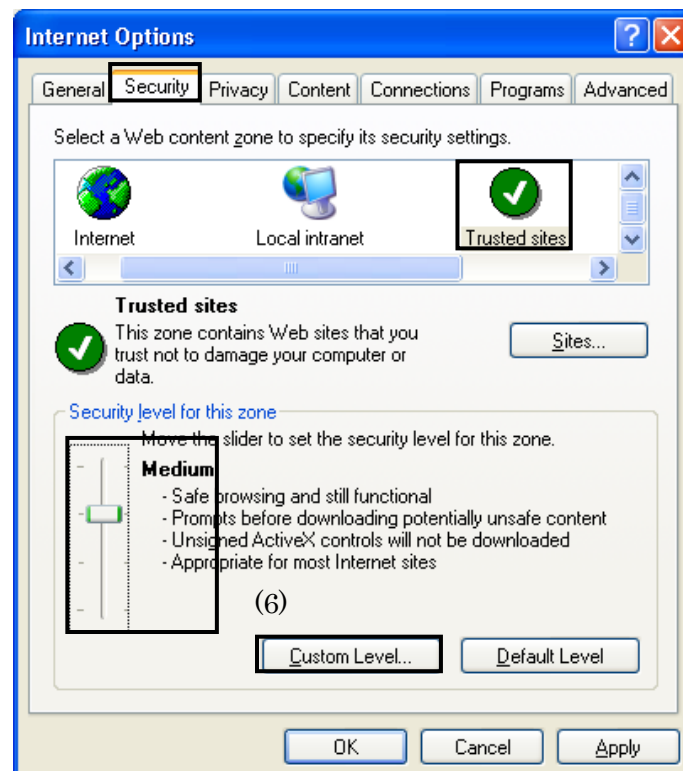 Internet Options
General Security Privacy Content Connections Programs Advanced
Select a Web content zone to specify its security settings.
Internet Local intranet Trusted sites
Trusted sites
This zone contains Web sites that you
trust not to damage your computer or
data.
Sites...
Security level for this zone
Move the slider to set the security level for this zone.
Medium
- Safe browsing and still functional
- Prompts before downloading potentially unsafe content
- Unsigned ActiveX controls will not be downloaded
- Appropriate for most Internet sites
(6)
Custom Level... Default Level
OK Cancel Apply